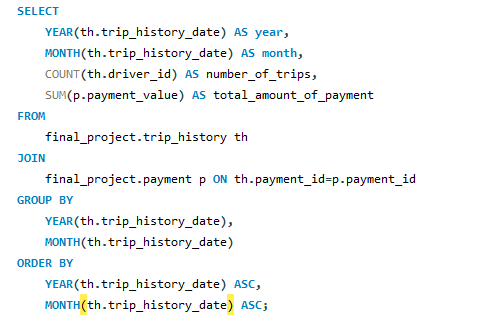 SELECT
YEAR(th.trip_history_date) AS year,
MONTH(th.trip_history_date) AS month,
COUNT(th.driver_id) AS number_of_trips,
SUM(p.payment_value) AS total_amount_of_payment
FROM
final_project.trip_history th
JOIN
final_project.payment p ON th.payment_id=p.payment_id
GROUP BY
YEAR(th.trip_history_date),
MONTH(th.trip_history_date)
ORDER BY
YEAR(th.trip_history_date) ASC,
MONTH(th.trip_history_date) ASC;